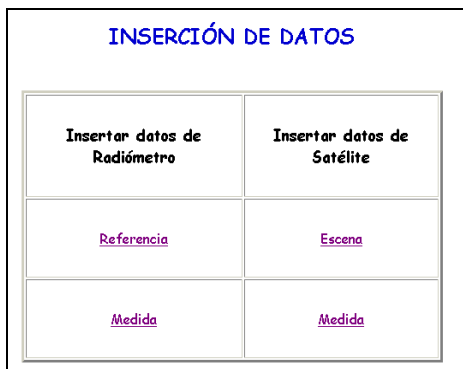 INSERCIÓN DE DATOS
Insertar datos de
Radiómetro
Insertar datos de
Satélite
Referencia
Escena
Medida
Medida